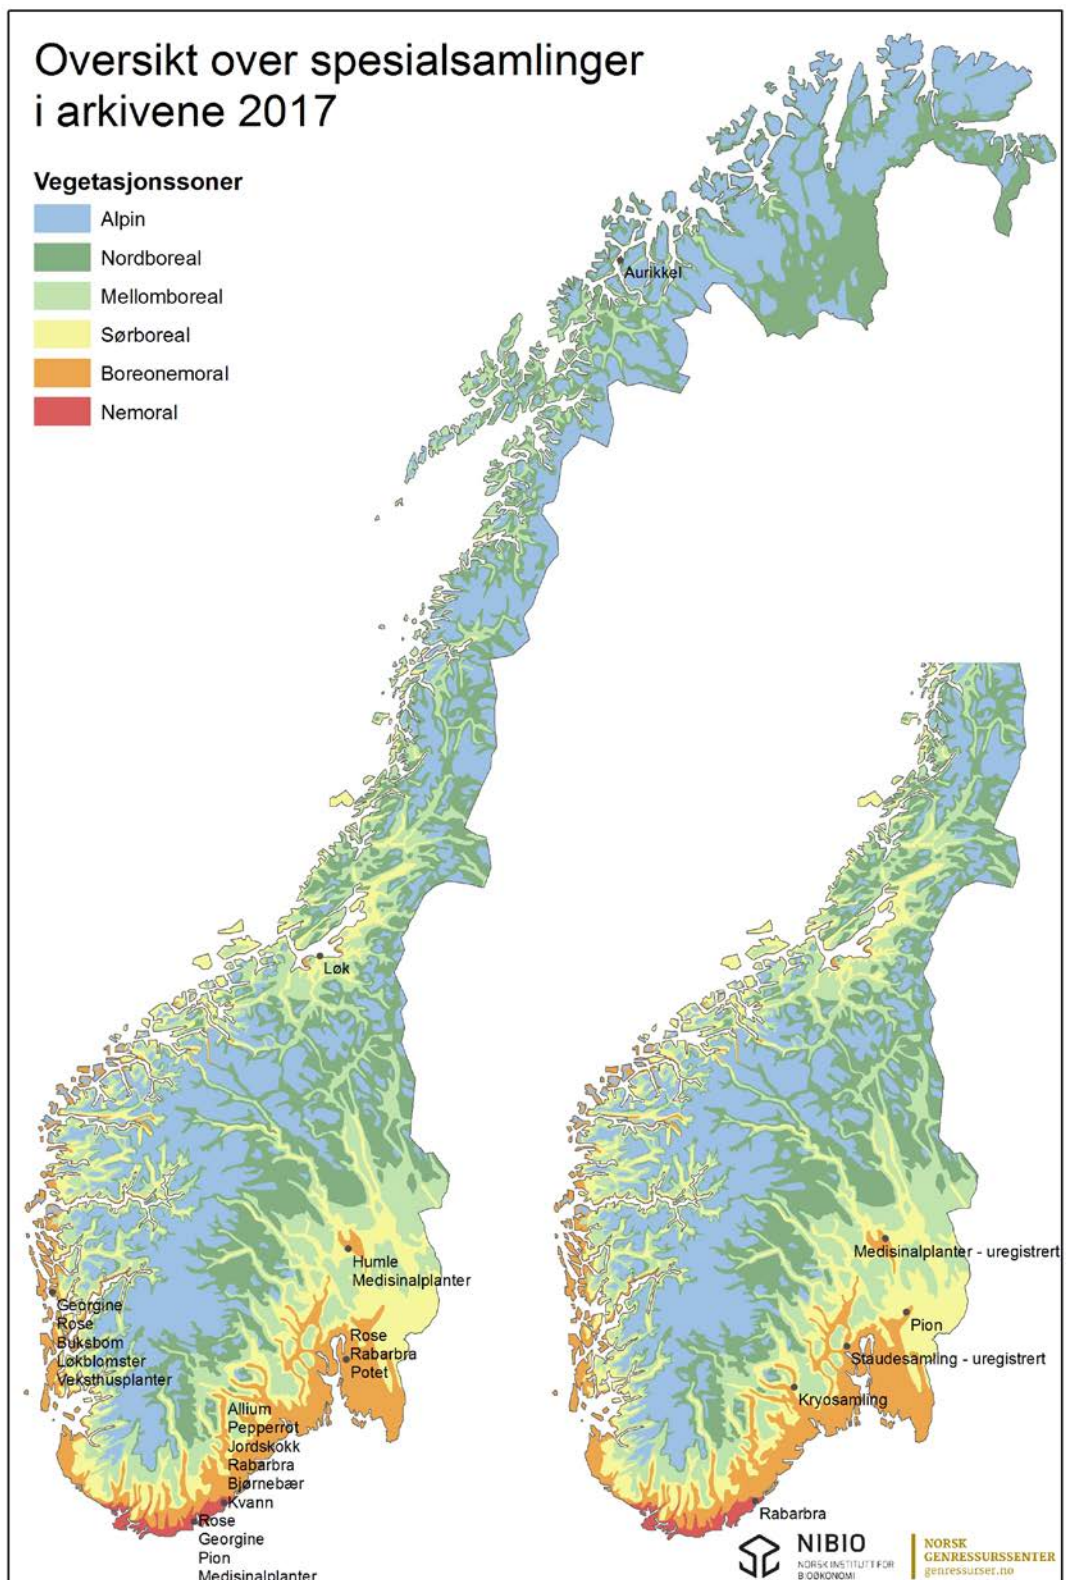 Oversikt over spesialsamlinger
i arkivene 2017
Vegetasjonssoner
Alpin
Nordboreal
Mellomboreal
Sørboreal
Boreonemoral
Nemoral
Aurikkel
Løk
Humle
Medisinalplanter
Georgine
Rose
Buksbom
Løkblomster
Veksthusplanter
Rose
Rabarbra
Potet
Allium
Pepperrot
Jordskokk
Rabarbra
Bjørnebær
Kvann
Rose
Georgine
Pion
Medisinalplanter
Medisinalplanter - uregistrert
Pion
Staudesamling - uregistrert
Kryosamling
Rabarbra
NIBIO
NORSK INSTITUTT FOR
BIOØKONOMI
NORSK
GENRESSURSSENTER
genressurser.no